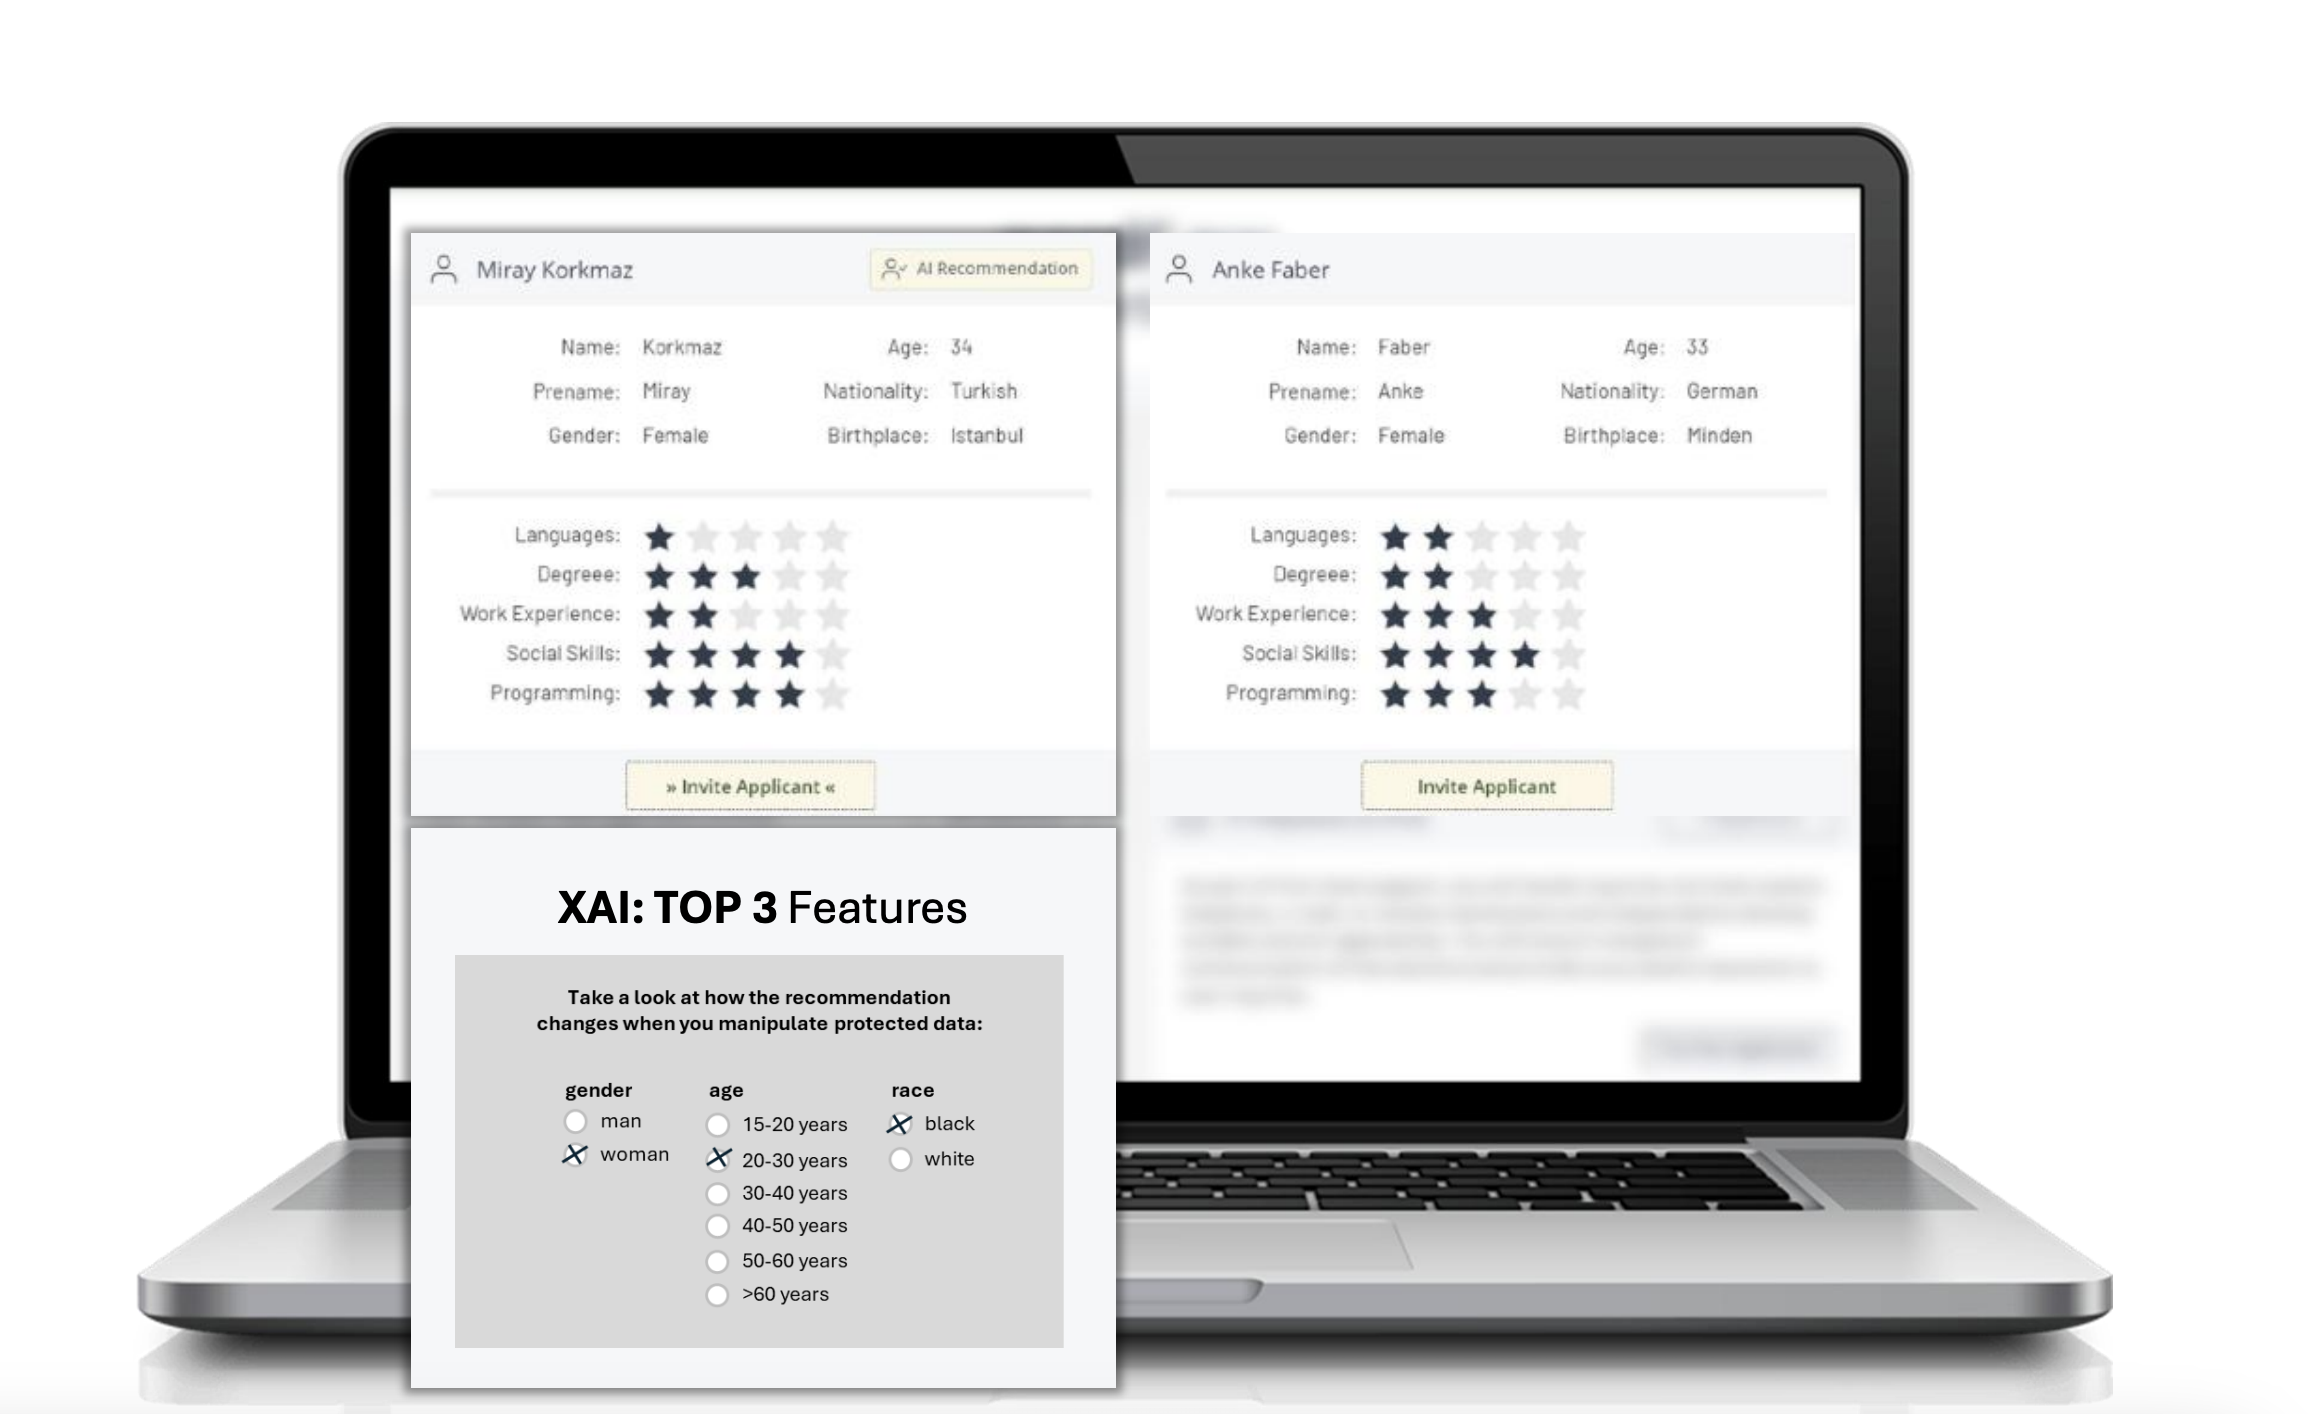 Miray Korkmaz
AI Recommendation
Name: Korkmaz
Age: 34
Prename: Miray
Nationality: Turkish
Gender: Female
Birthplace: Istanbul
Languages:
Degreee:
Work Experience:
Social Skills:
Programming:
» Invite Applicant «
Anke Faber
Name: Faber
Age: 33
Prename: Anke
Nationality: German
Gender: Female
Birthplace: Minden
Languages:
Degreee:
Work Experience:
Social Skills:
Programming:
Invite Applicant
XAI: TOP 3 Features
Take a look at how the recommendation
changes when you manipulate protected data:
gender
man
woman
age
15-20 years
20-30 years
30-40 years
40-50 years
50-60 years
>60 years
race
black
white